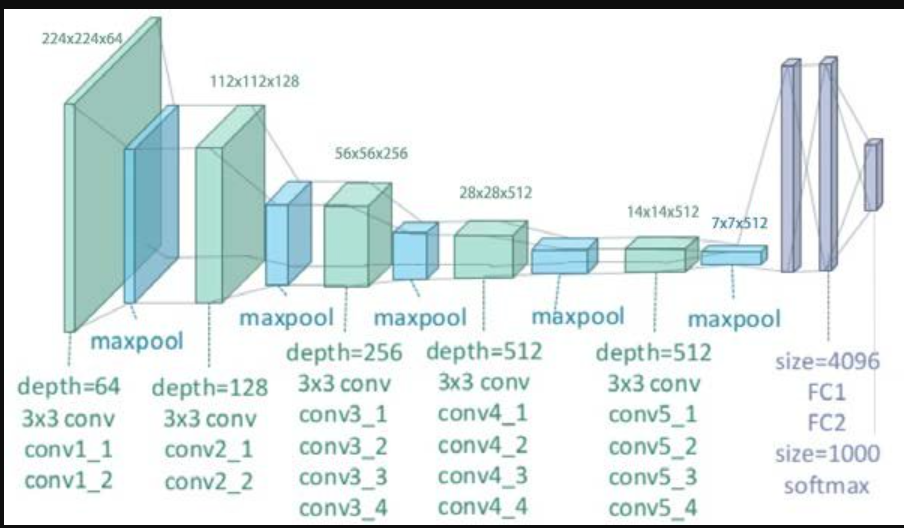 224x224x64
112x112x128
56x56x256
28x28x512
14x14x512
7x7x512
maxpool
maxpool
maxpool
maxpool
maxpool
depth=64
3x3 conv
conv1_1
conv1_2
depth=128
3x3 conv
conv2_1
conv2_2
depth=256
3x3 conv
conv3_1
conv3_2
conv3_3
conv3_4
depth=512
3x3 conv
conv4_1
conv4_2
conv4_3
conv4_4
depth=512
3x3 conv
conv5_1
conv5_2
conv5_3
conv5_4
size=4096
FC1
FC2
size=1000
softmax